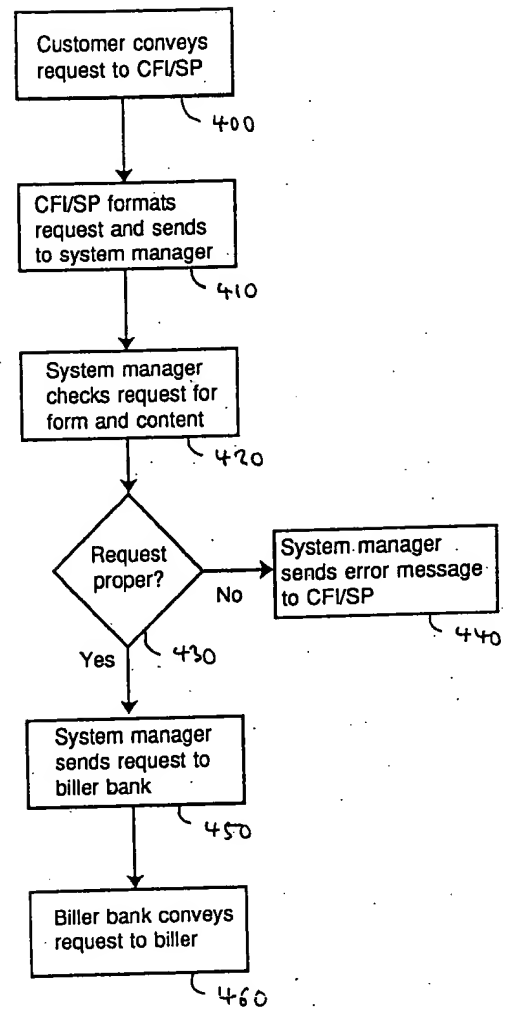 Customer conveys
request to CFI/SP
400
CFI/SP formats
request and sends
to system manager
410
System manager
checks request for
form and content
420
Request
proper?
No
Yes
430
System manager
sends error message
to CFI/SP
440
System manager
sends request to
biller bank
450
Biller bank conveys
request to biller
460